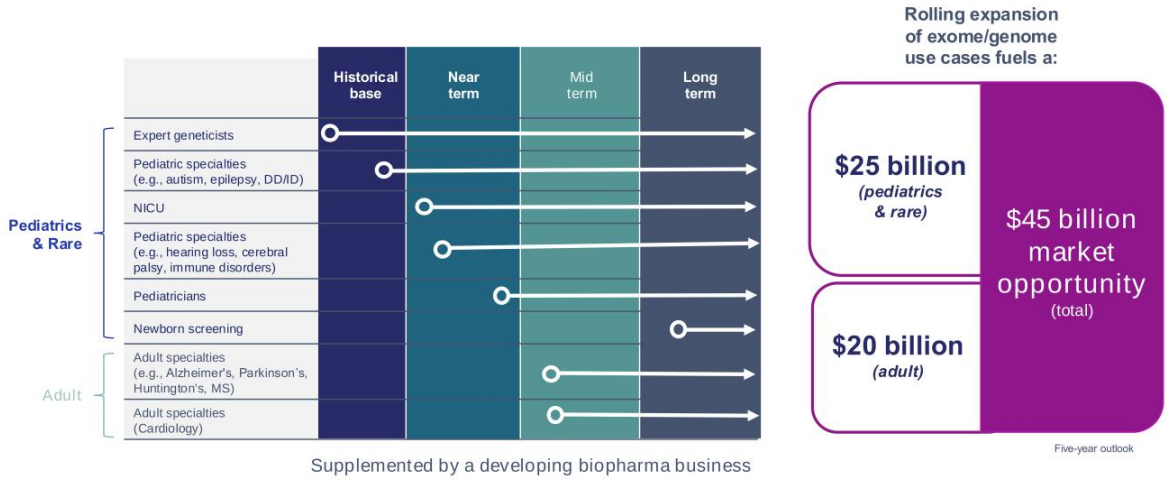 Rolling expansion
of exome/genome
use cases fuels a:
Historical
base
Near
term
Mid
term
Long
term
Pediatrics
& Rare
Expert geneticists
Pediatric specialties
(e.g., autism, epilepsy, DD/ID)
NICU
Pediatric specialties
(e.g., hearing loss, cerebral
palsy, immune disorders)
Pediatricians
Newborn screening
Adult
Adult specialties
(e.g., Alzheimer's, Parkinson's,
Huntington's, MS)
Adult specialties
(Cardiology)
$25 billion
(pediatrics
& rare)
$20 billion
(adult)
$45 billion
market
opportunity
(total)
Five-year outlook
Supplemented by a developing biopharma business